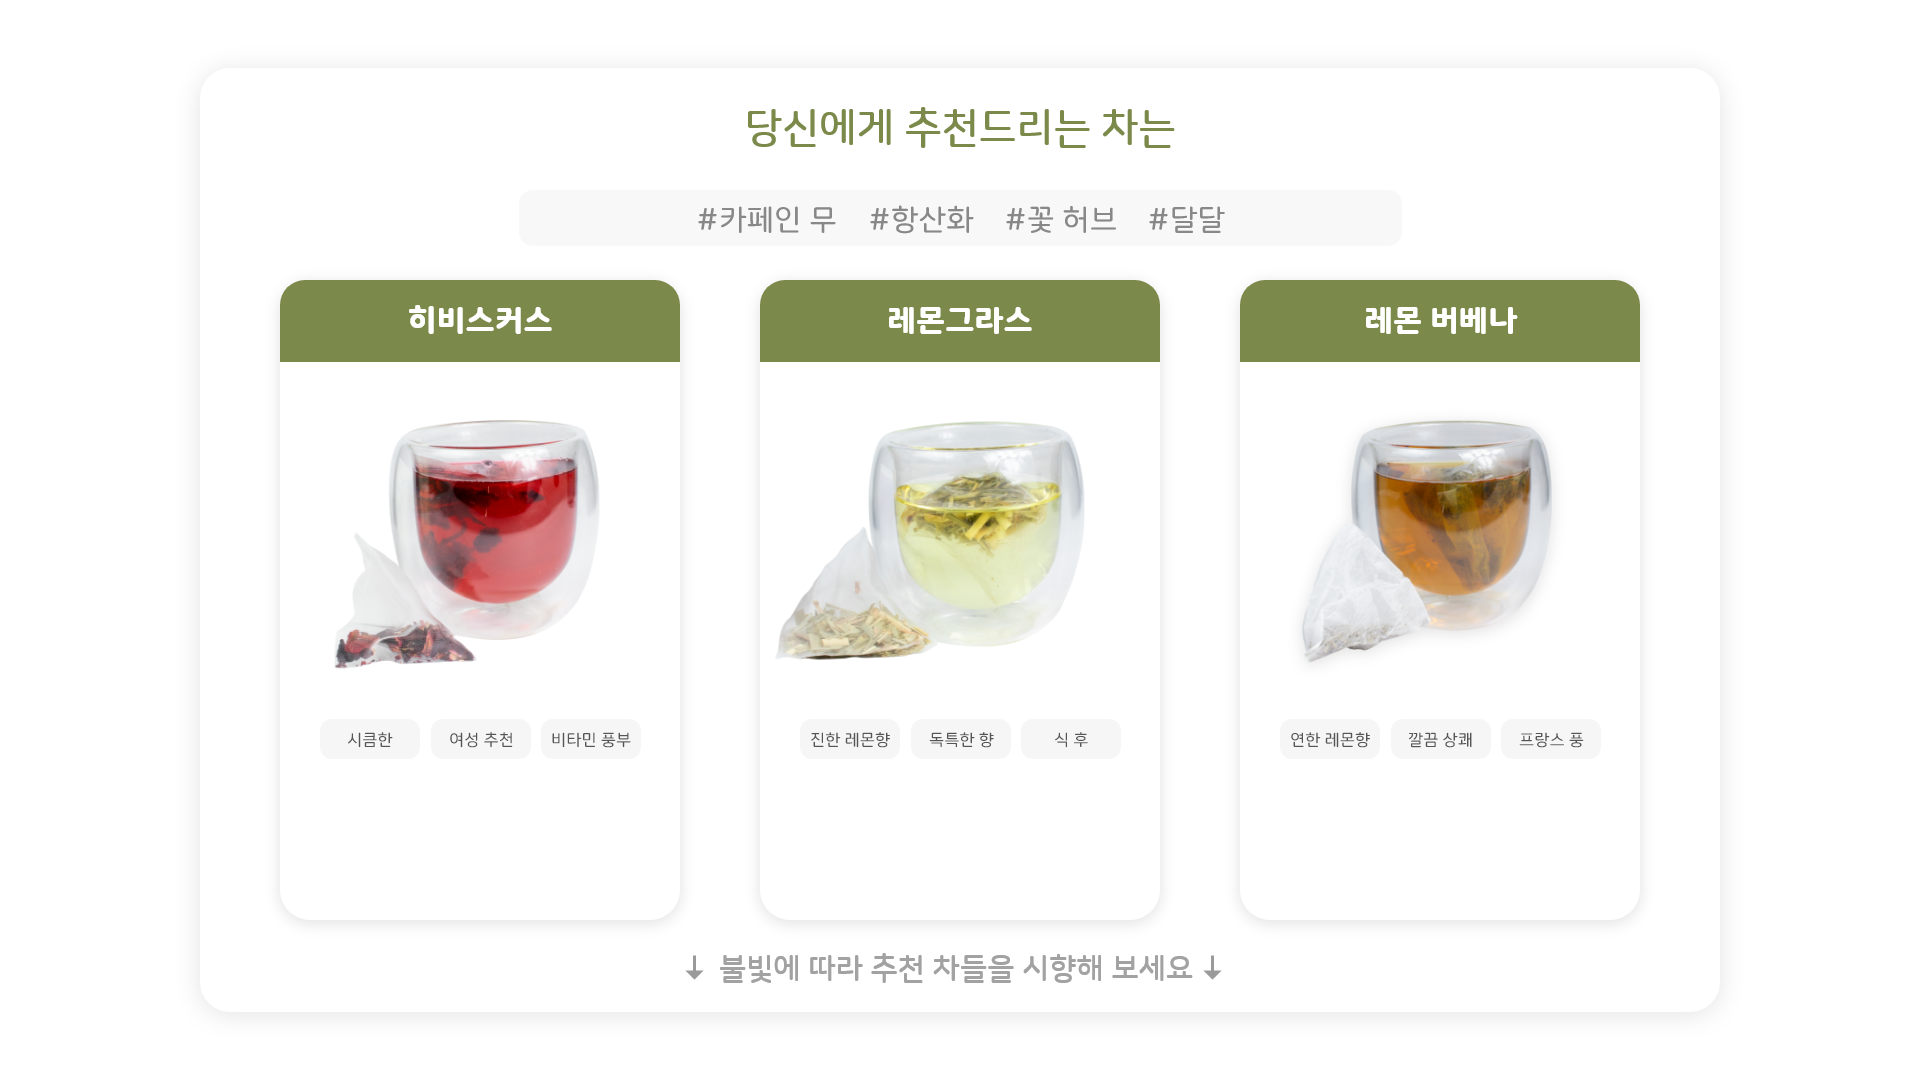 당신에게 추천드리는 차는
#카페인 무 #항산화 #꽃 허브 #달달
히비스커스
시큼한 여성 추천 비타민 풍부
레몬그라스
진한 레몬향 독특한 향 식 후
레몬 버베나
연한 레몬향 깔끔 상쾌 프랑스 풍
↓ 불빛에 따라 추천 차들을 시향해 보세요 ↓